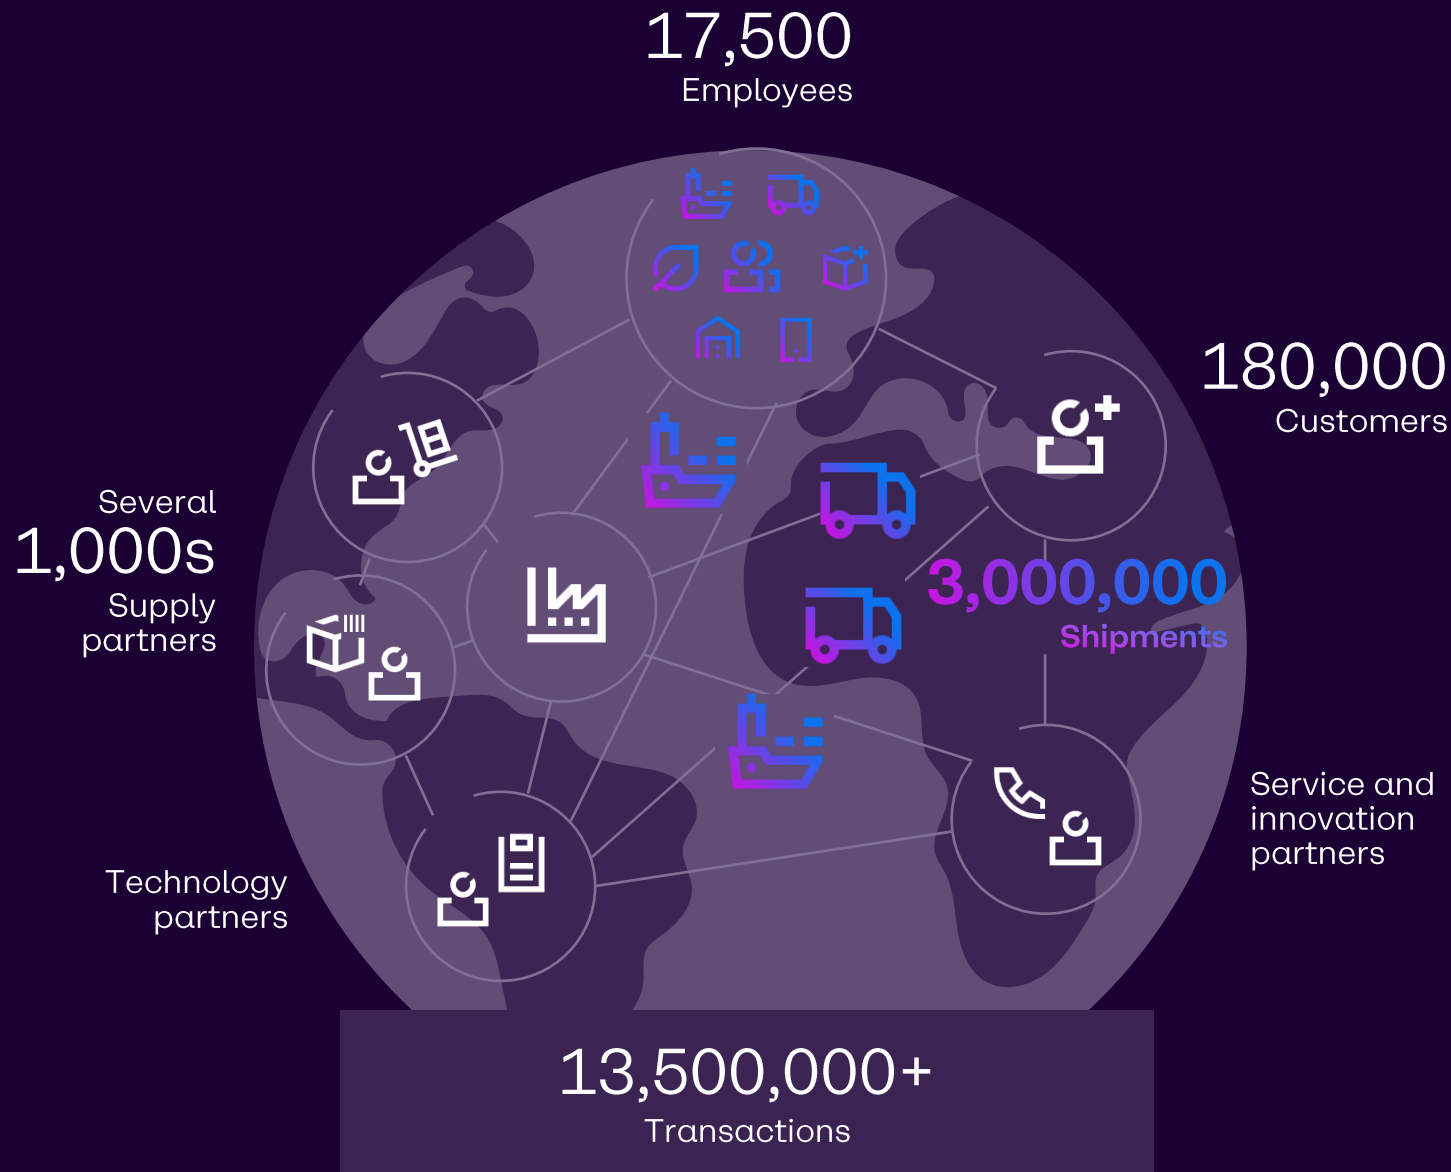 17,500
Employees
180,000
Customers
Several
1,000s
Supply
partners
3,000,000
Shipments
Service and
innovation
partners
Technology
partners
13,500,000+
Transactions